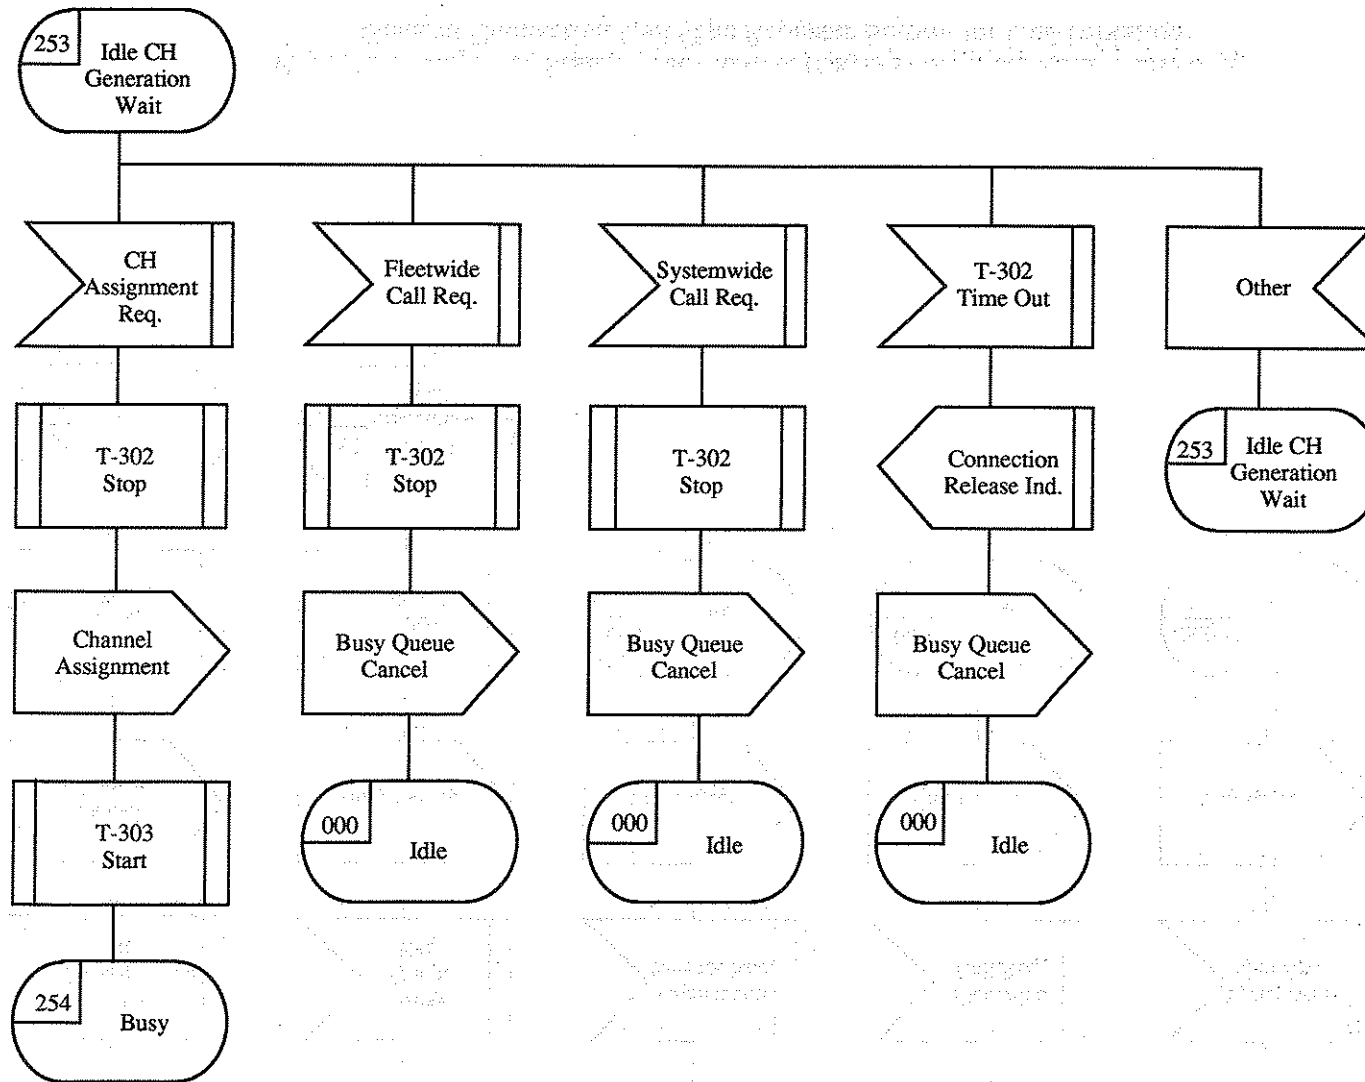 253
Idle CH
Generation
Wait
CH
Assignment
Req.
Fleetwide
Call Req.
Systemwide
Call Req.
T-302
Time Out
Other
T-302
Stop
T-302
Stop
T-302
Stop
Connection
Release Ind.
253
Idle CH
Generation
Wait
Channel
Assignment
Busy Queue
Cancel
Busy Queue
Cancel
Busy Queue
Cancel
T-303
Start
000
Idle
000
Idle
000
Idle
254
Busy